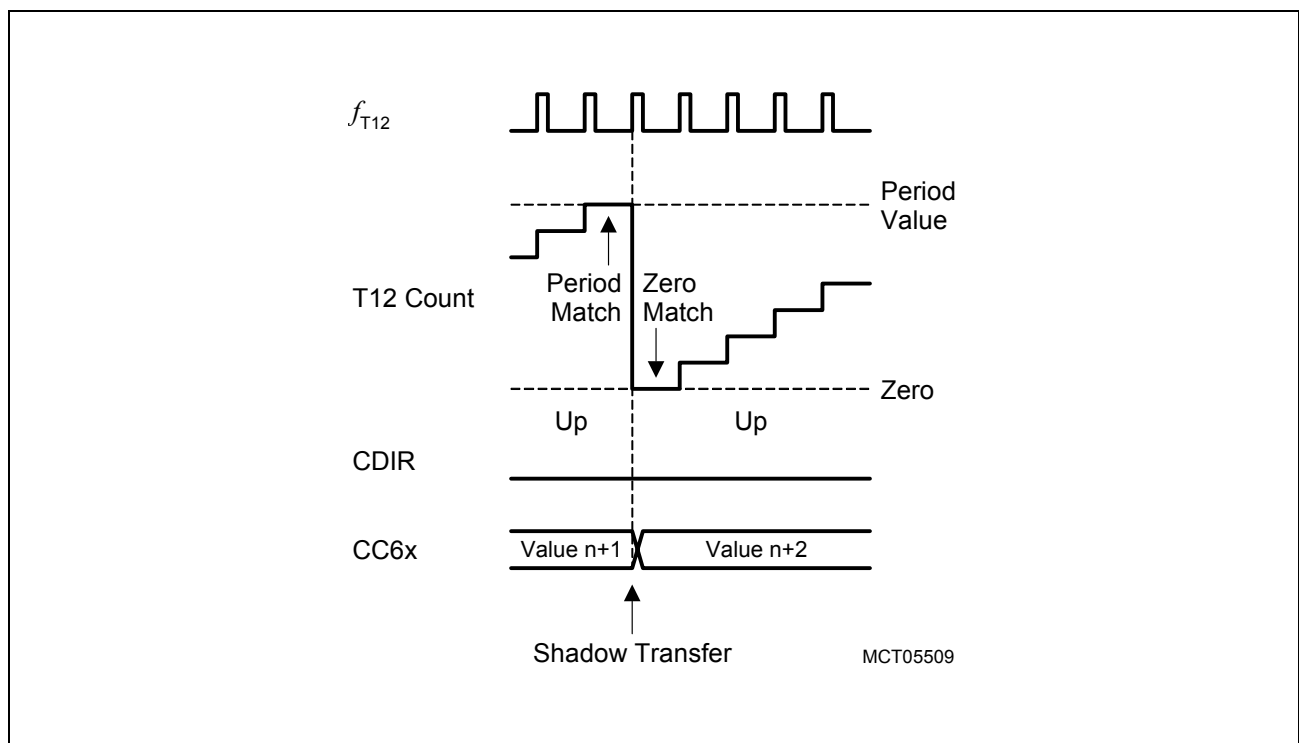 fT12
Period
Value
T12 Count
Period
Match
Zero
Match
Zero
Up
Up
CDIR
CC6x
Value n+1
Value n+2
Shadow Transfer
MCT05509